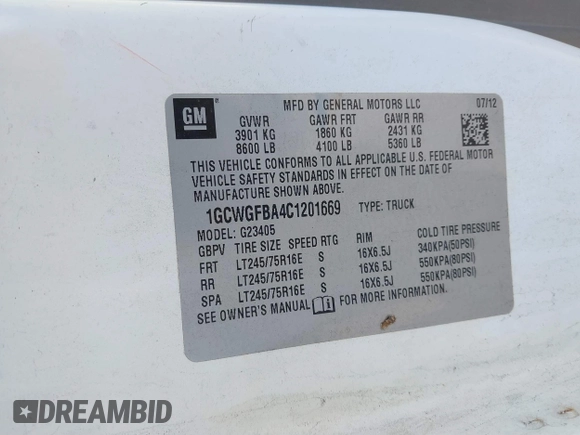 GM
®
MFD BY GENERAL MOTORS LLC 07/12
GVWR GAWR FRT GAWR RR
3901 KG 1860 KG 2431 KG
8600 LB 4100 LB 5360 LB
THIS VEHICLE CONFORMS TO ALL APPLICABLE U.S. FEDERAL MOTOR
VEHICLE SAFETY STANDARDS IN EFFECT ON THE DATE OF
MANUFACTURE SHOWN ABOVE.
1GCWGFBA4C1201669 TYPE: TRUCK
MODEL: G23405
GBPV TIRE SIZE SPEED RTG RIM COLD TIRE PRESSURE
FRT LT245/75R16E S 16X6.5J 340KPA(50PSI)
RR LT245/75R16E S 16X6.5J 550KPA(80PSI)
SPA LT245/75R16E S 16X6.5J 550KPA(80PSI)
SEE OWNER'S MANUAL FOR MORE INFORMATION.
DREAMBID